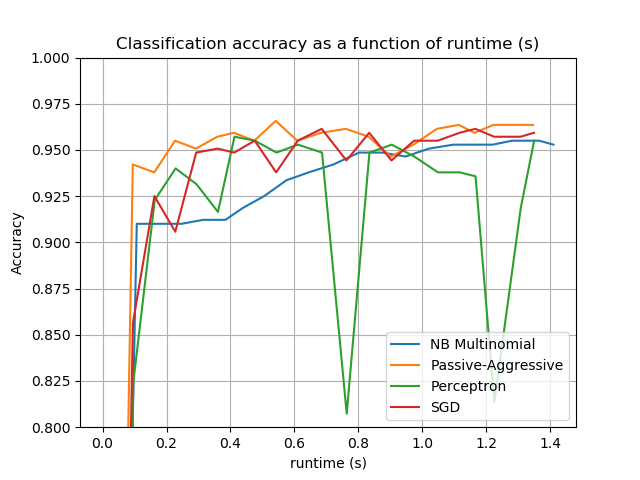 Classification accuracy as a function of runtime (s)
1.000
0.975
0.950
0.925
0.900
0.875
0.850
0.825
0.800
Accuracy
NB Multinomial
Passive-Aggressive
Perceptron
SGD
0.0 0.2 0.4 0.6 0.8 1.0 1.2 1.4
runtime (s)